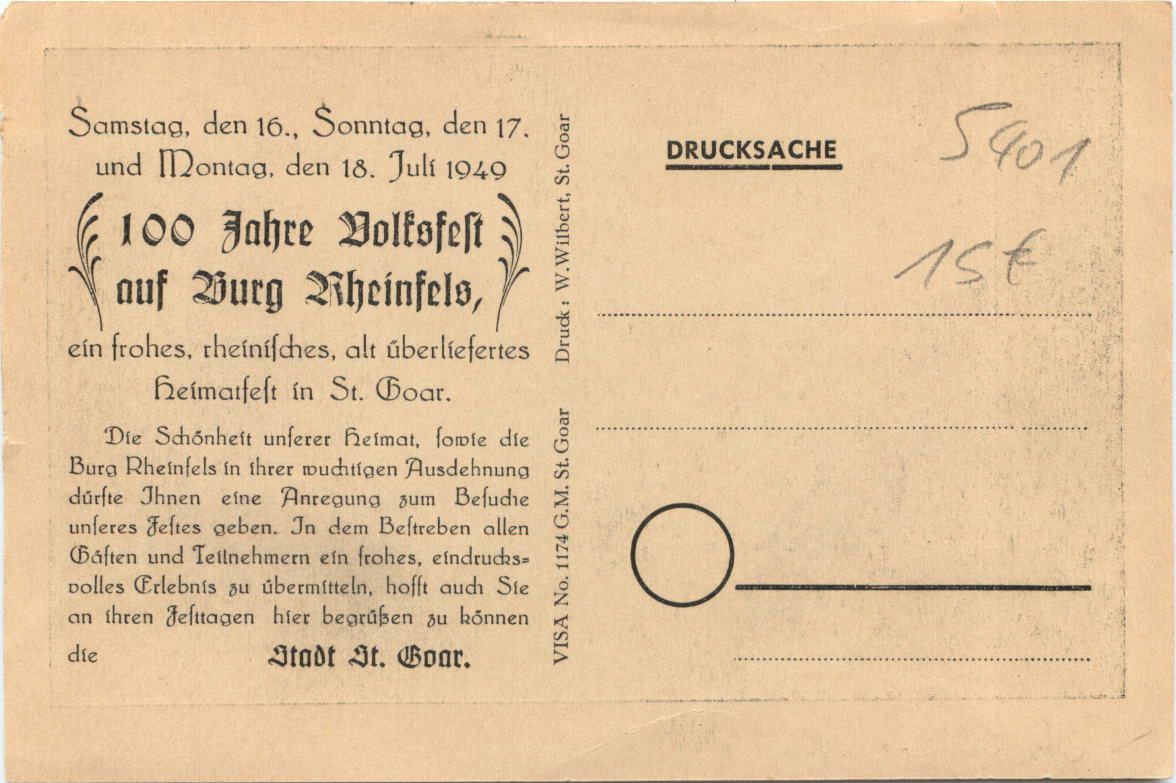 Samstag, den 16., Sonntag, den 17.
und Montag, den 18. Juli 1949
100 Jahre Volksfest
auf Burg Rheinfels,
ein frohes, rheinisches, alt überliefertes
Heimatfest in St. Goar.
Die Schönheit unserer Heimat, sowie die
Burg Rheinfels in ihrer wuchtigen Ausdehnung
dürfte Ihnen eine Anregung zum Besuche
unseres Festes geben. In dem Bestreben allen
Gästen und Teilnehmern ein frohes, eindrucks=
volles Erlebnis zu übermitteln, hofft auch Sie
an ihren Festtagen hier begrüßen zu können
die Stadt St. Goar.
VISA No. 1174 G.M. St. Goar Druck: W. Wilbert, St. Goar
DRUCKSACHE
5401
15 €